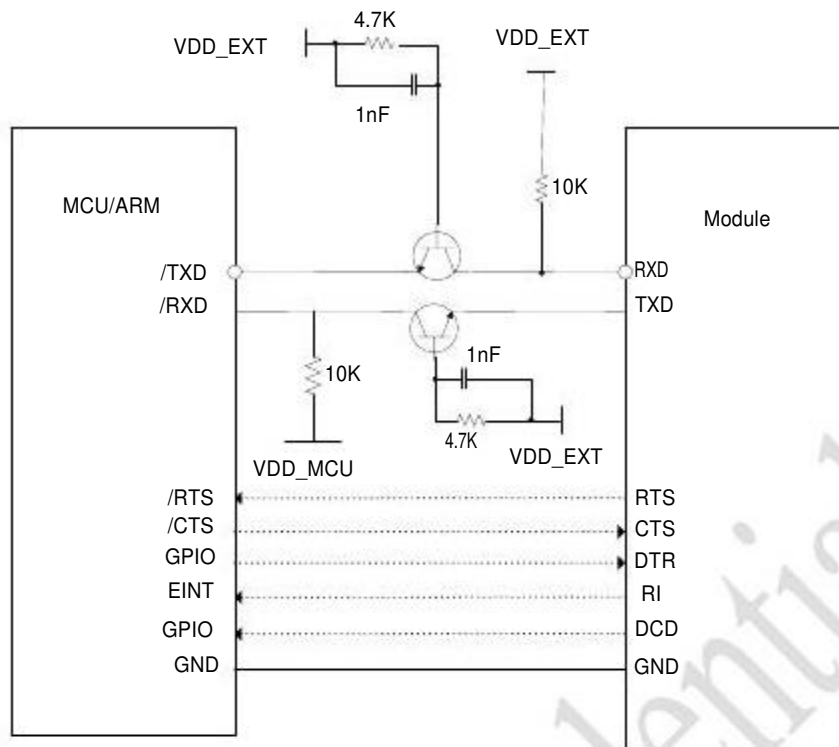 4.7K
VDD_EXT
VDD_EXT
1nF
10K
MCU/ARM
Module
/TXD
RXD
/RXD
TXD
1nF
10K
4.7K
VDD_MCU
VDD_EXT
/RTS
RTS
/CTS
CTS
GPIO
DTR
EINT
RI
GPIO
DCD
GND
GND